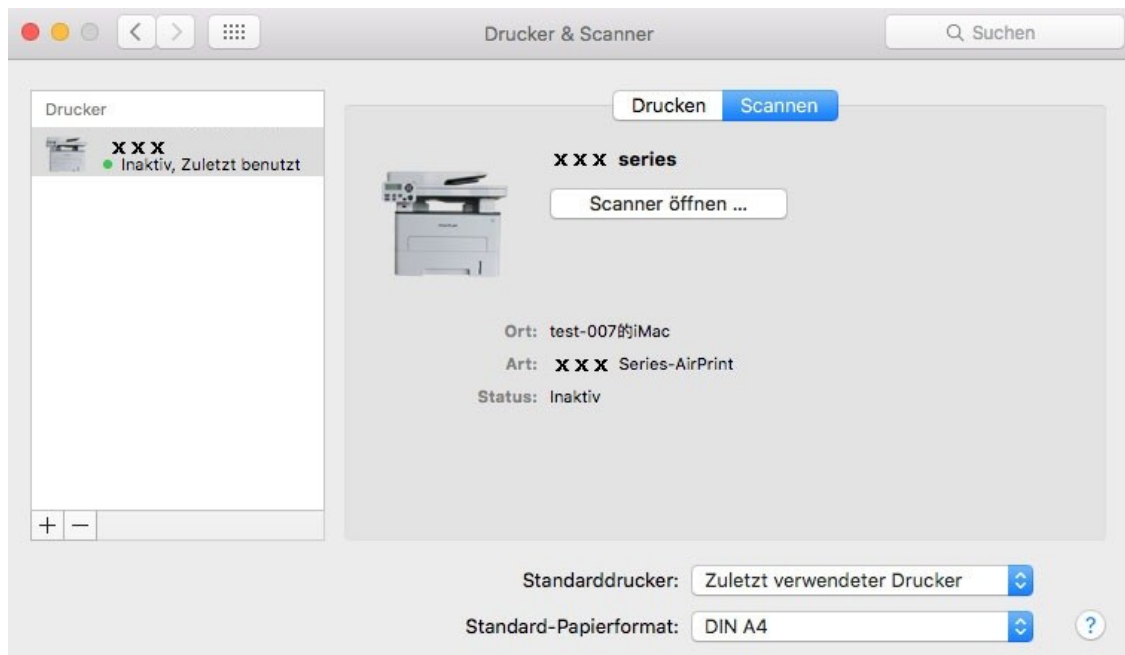 Drucker & Scanner
Suchen
Drucker
X X X
Inaktiv, Zuletzt benutzt
Drucken Scannen
X X X series
Scanner öffnen ...
Ort: test-007的iMac
Art: X X X Series-AirPrint
Status: Inaktiv
Standarddrucker: Zuletzt verwendeter Drucker
Standard-Papierformat: DIN A4 ?